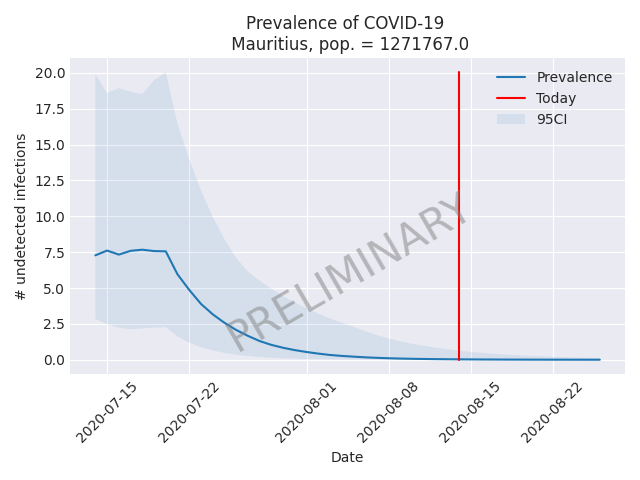 Prevalence of COVID-19
Mauritius, pop. = 1271767.0
20.0
17.5
15.0
12.5
10.0
7.5
5.0
2.5
0.0
# undetected infections
Prevalence
Today
95CI
PRELIMINARY
2020-07-15
2020-07-22
2020-08-01
2020-08-08
2020-08-15
2020-08-22
Date